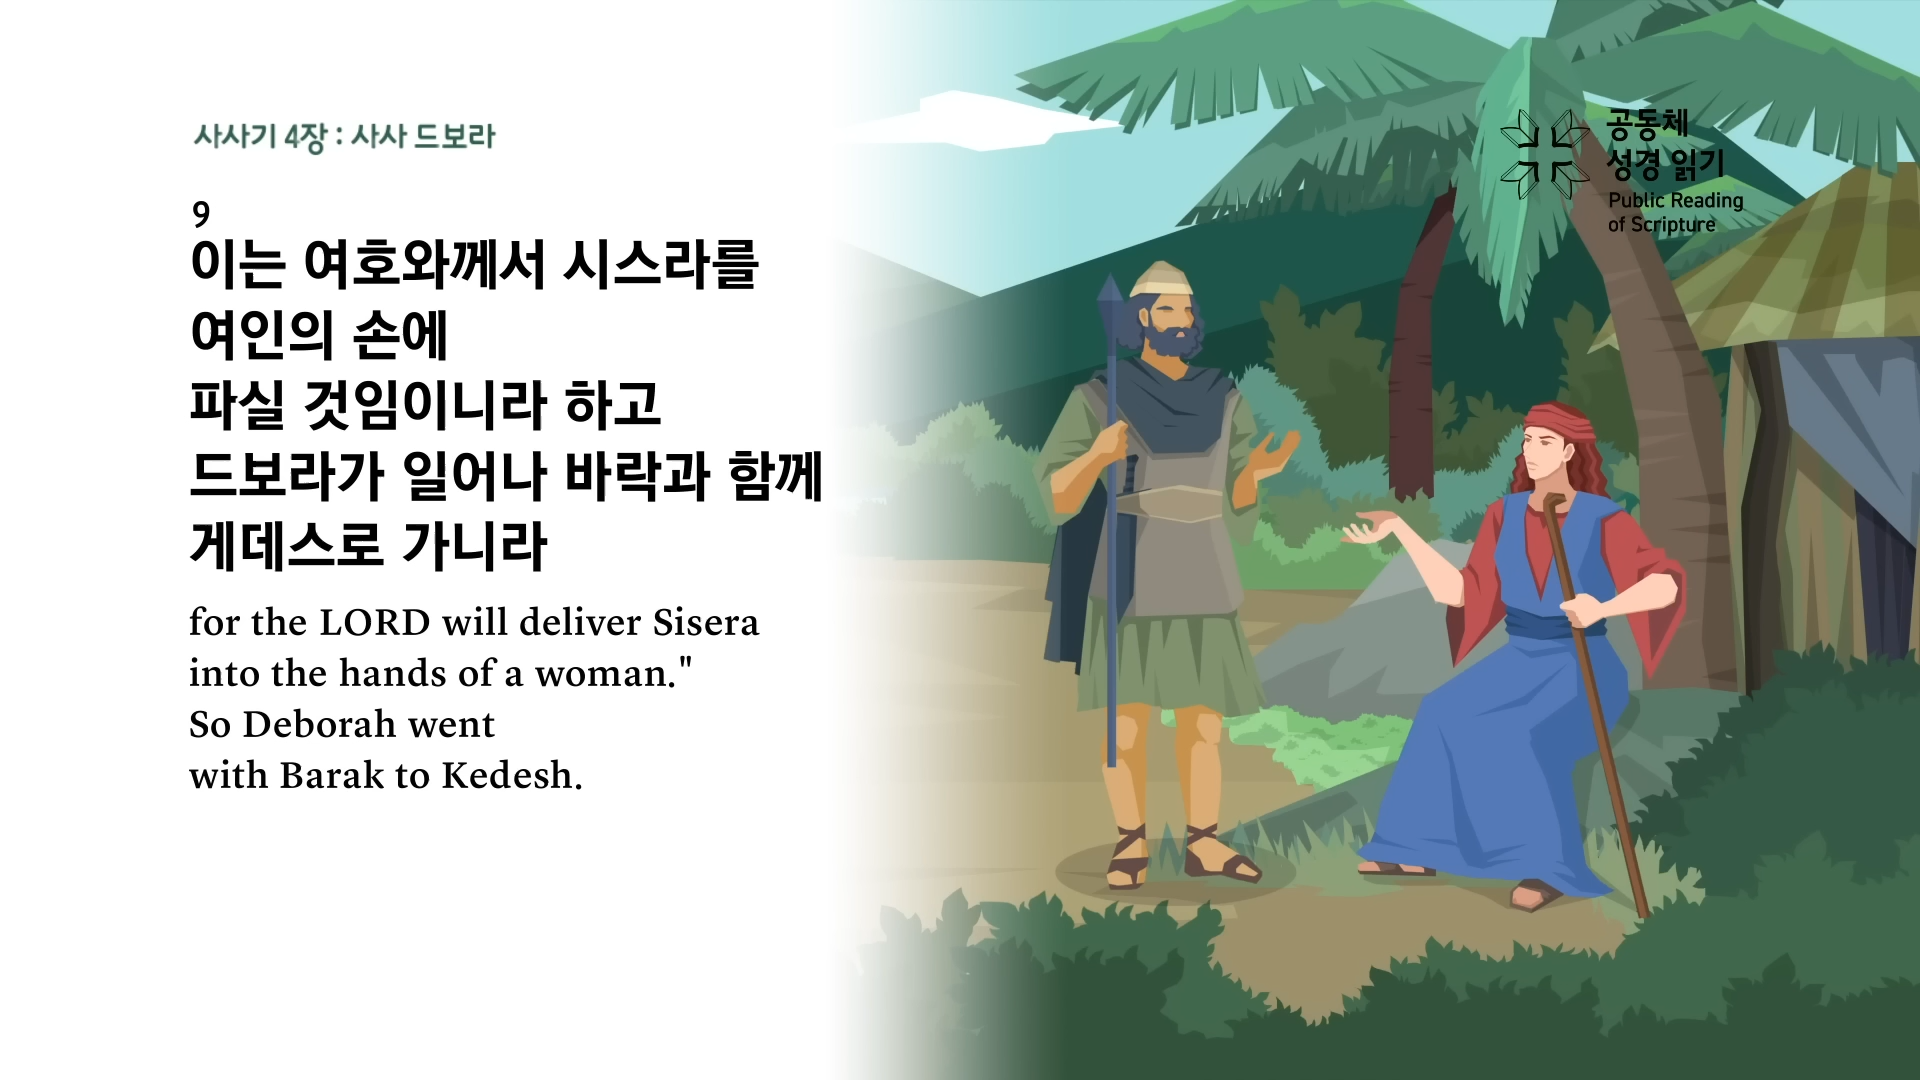 사사기 4장 : 사사 드보라
9
이는 여호와께서 시스라를
여인의 손에
파실 것임이니라 하고
드보라가 일어나 바락과 함께
게데스로 가니라
for the LORD will deliver Sisera
into the hands of a woman."
So Deborah went
with Barak to Kedesh.
공동체
성경 읽기
Public Reading
of Scripture